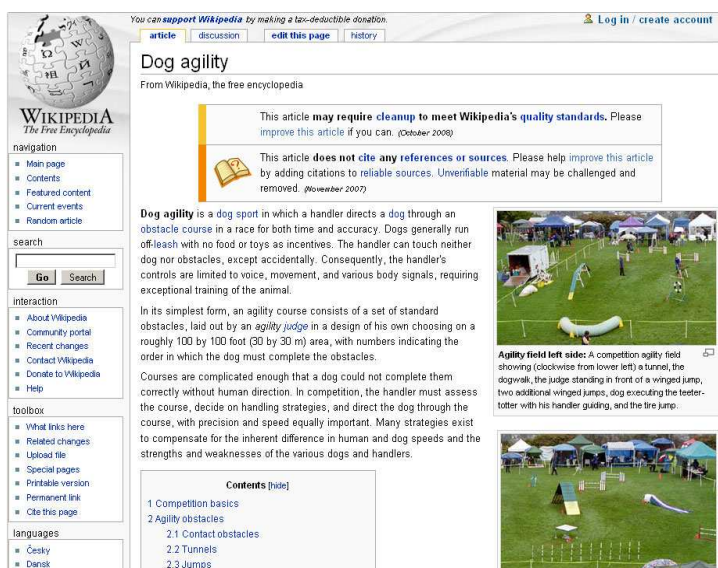 You can support Wikipedia by making a tax-deductible donation.
Log in / create account
article discussion edit this page history
Dog agility
From Wikipedia, the free encyclopedia
This article may require cleanup to meet Wikipedia's quality standards. Please
improve this article if you can. (October 2008)
This article does not cite any references or sources. Please help improve this article
by adding citations to reliable sources. Unverifiable material may be challenged and
removed. (November 2007)
WIKIPEDIA
The Free Encyclopedia
navigation
Main page
Contents
Featured content
Current events
Random article
search
Go Search
interaction
About Wikipedia
Community portal
Recent changes
Contact Wikipedia
Donate to Wikipedia
Help
toolbox
What links here
Related changes
Upload file
Special pages
Printable version
Permanent link
Cite this page
languages
Česky
Dansk
Dog agility is a dog sport in which a handler directs a dog through an
obstacle course in a race for both time and accuracy. Dogs generally run
off-leash with no food or toys as incentives. The handler can touch neither
dog nor obstacles, except accidentally. Consequently, the handler's
controls are limited to voice, movement, and various body signals, requiring
exceptional training of the animal.
In its simplest form, an agility course consists of a set of standard
obstacles, laid out by an agility judge in a design of his own choosing on a
roughly 100 by 100 foot (30 by 30 m) area, with numbers indicating the
order in which the dog must complete the obstacles.
Courses are complicated enough that a dog could not complete them
correctly without human direction. In competition, the handler must assess
the course, decide on handling strategies, and direct the dog through the
course, with precision and speed equally important. Many strategies exist
to compensate for the inherent difference in human and dog speeds and the
strengths and weaknesses of the various dogs and handlers.
Contents [hide]
1 Competition basics
2 Agility obstacles
2.1 Contact obstacles
2.2 Tunnels
2.3 Jumps
Agility field left side: A competition agility field
showing (clockwise from lower left) a tunnel, the
dogwalk, the judge standing in front of a winged jump,
two additional winged jumps, dog executing the teeter-
totter with his handler guiding, and the tire jump.